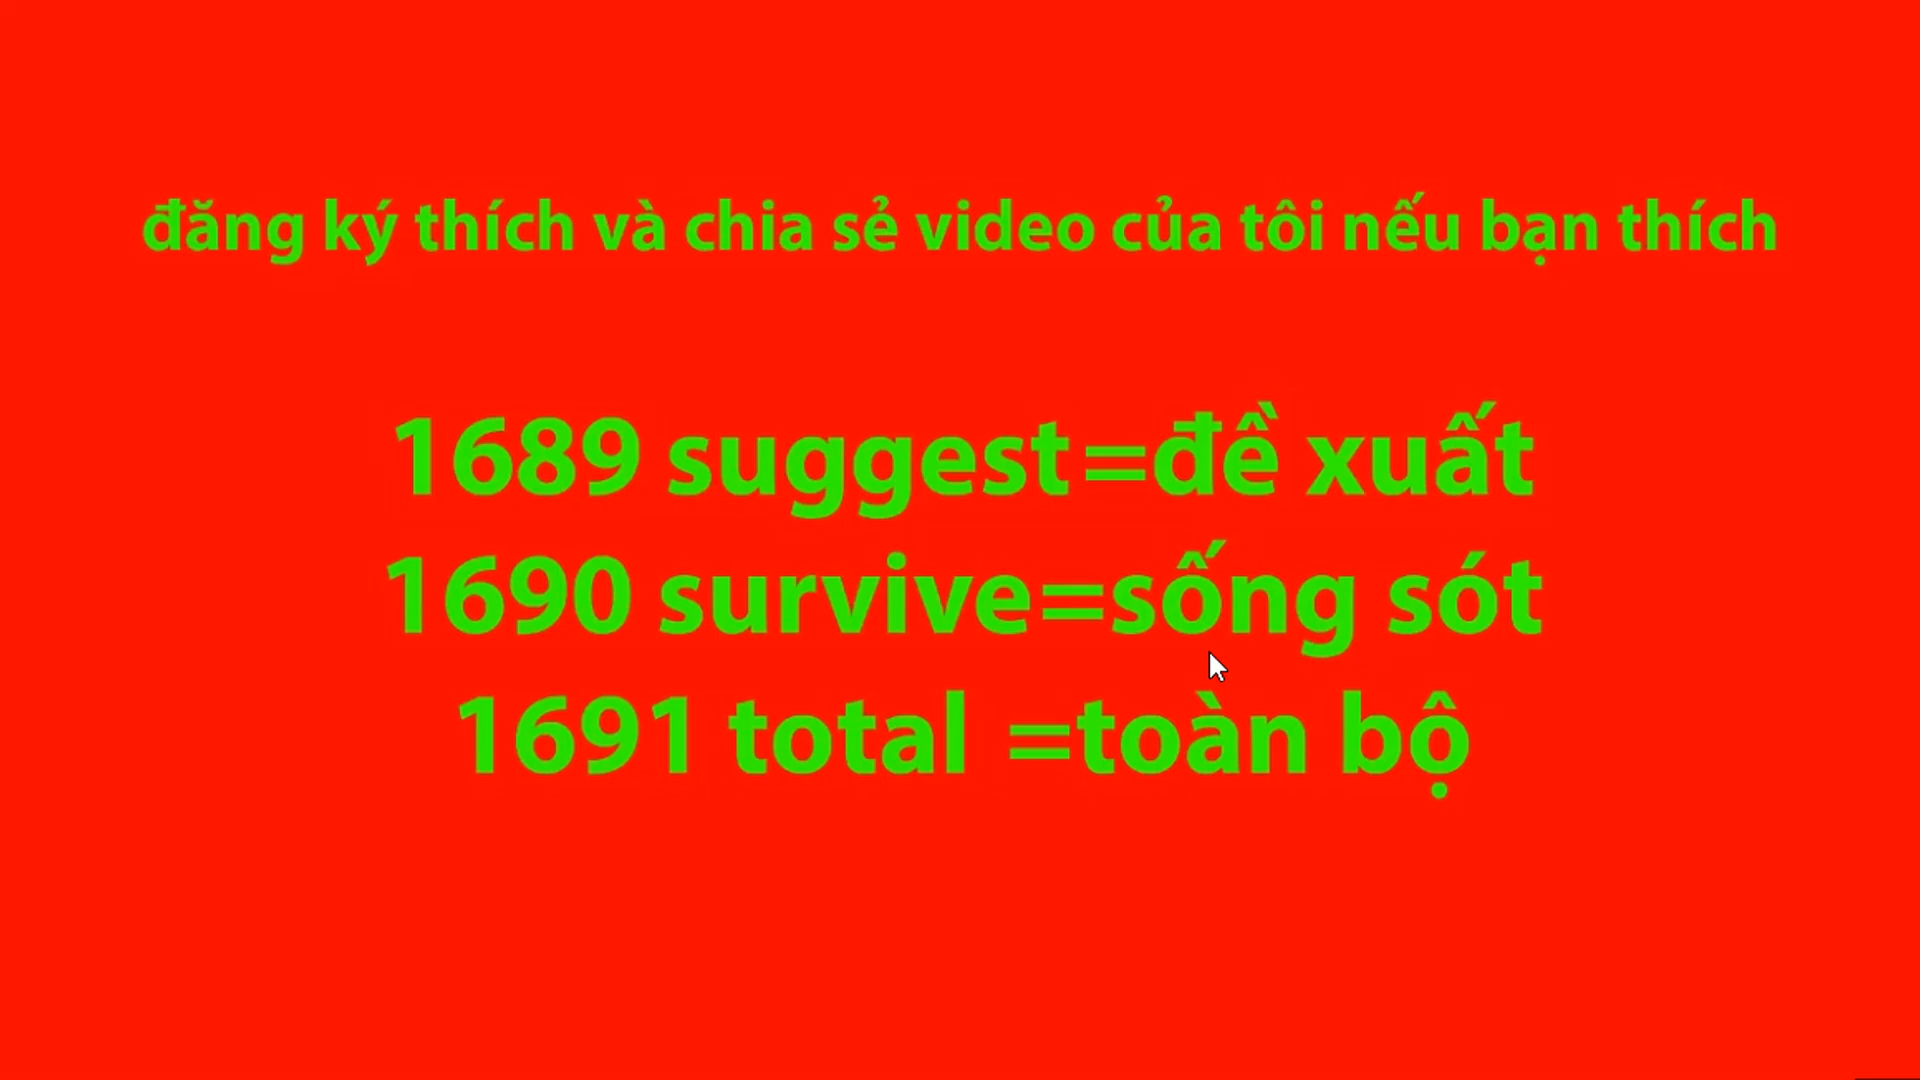 đăng ký thích và chia sẻ video của tôi nếu bạn thích
1689 suggest=đề xuất
1690 survive=sống sót
1691 total =toàn bộ